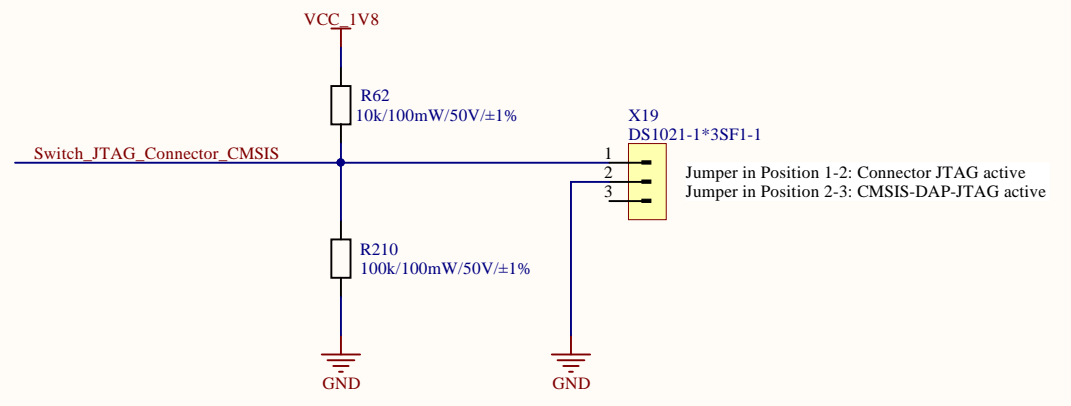 VCC_1V8
R62
10k/100mW/50V/±1%
X19
DS1021-1*3SF1-1
Switch_JTAG_Connector_CMSIS
1
2
3
Jumper in Position 1-2: Connector JTAG active
Jumper in Position 2-3: CMSIS-DAP-JTAG active
R210
100k/100mW/50V/±1%
GND
GND